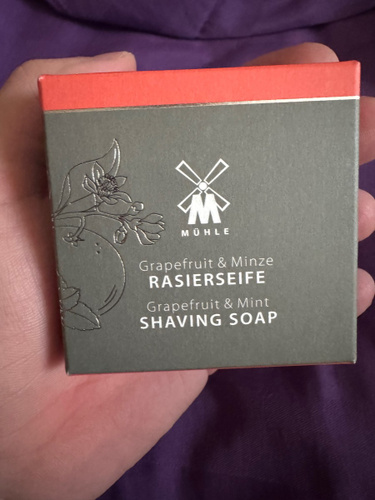 MÜHLE
Grapefruit & Minze
RASIERSEIFE
Grapefruit & Mint
SHAVING SOAP